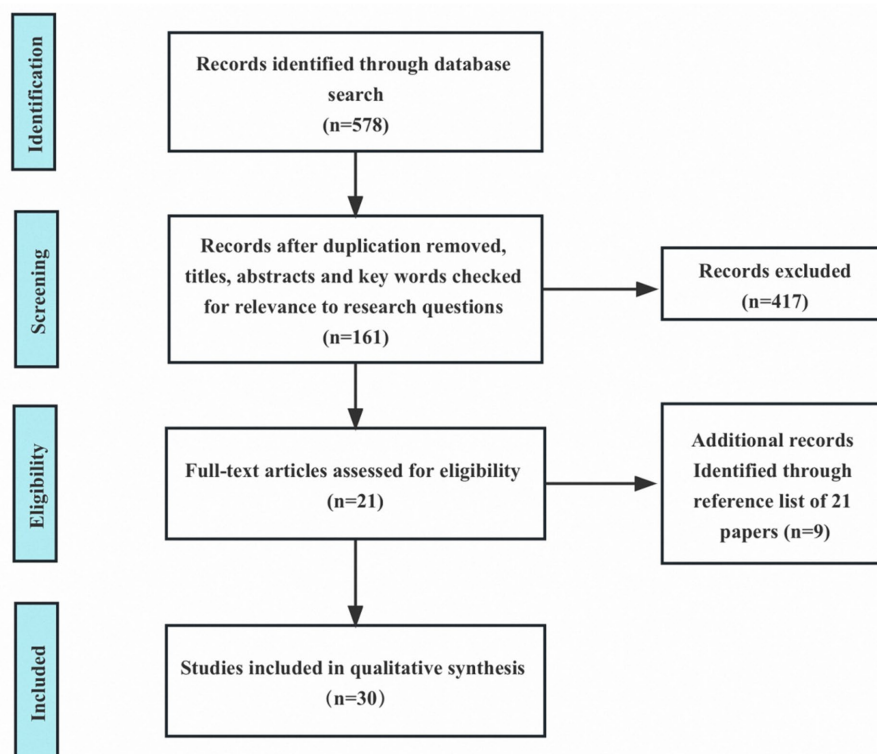 Identification
Records identified through database
search
(n=578)
Screening
Records after duplication removed,
titles, abstracts and key words checked
for relevance to research questions
(n=161)
Records excluded
(n=417)
Eligibility
Full-text articles assessed for eligibility
(n=21)
Additional records
Identified through
reference list of 21
papers (n=9)
Included
Studies included in qualitative synthesis
(n=30)